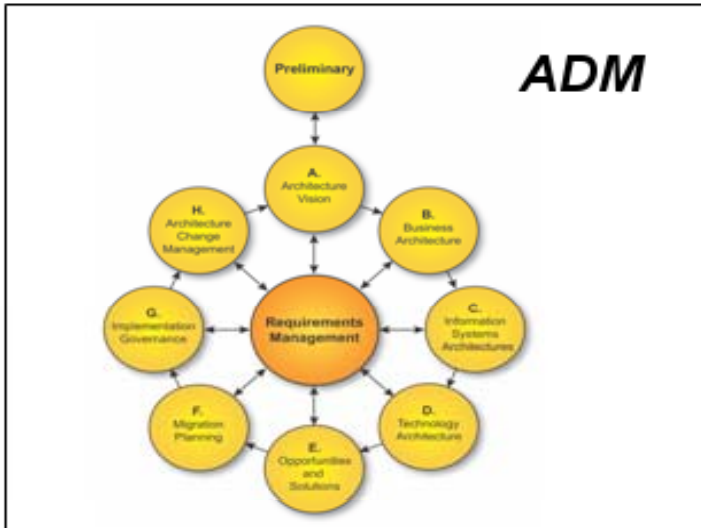 ADM
Preliminary
A.
Architecture
Vision
B.
Business
Architecture
C.
Information
Systems
Architectures
D.
Technology
Architecture
E.
Opportunities
and
Solutions
F.
Migration
Planning
G.
Implementation
Governance
H.
Architecture
Change
Management
Requirements
Management